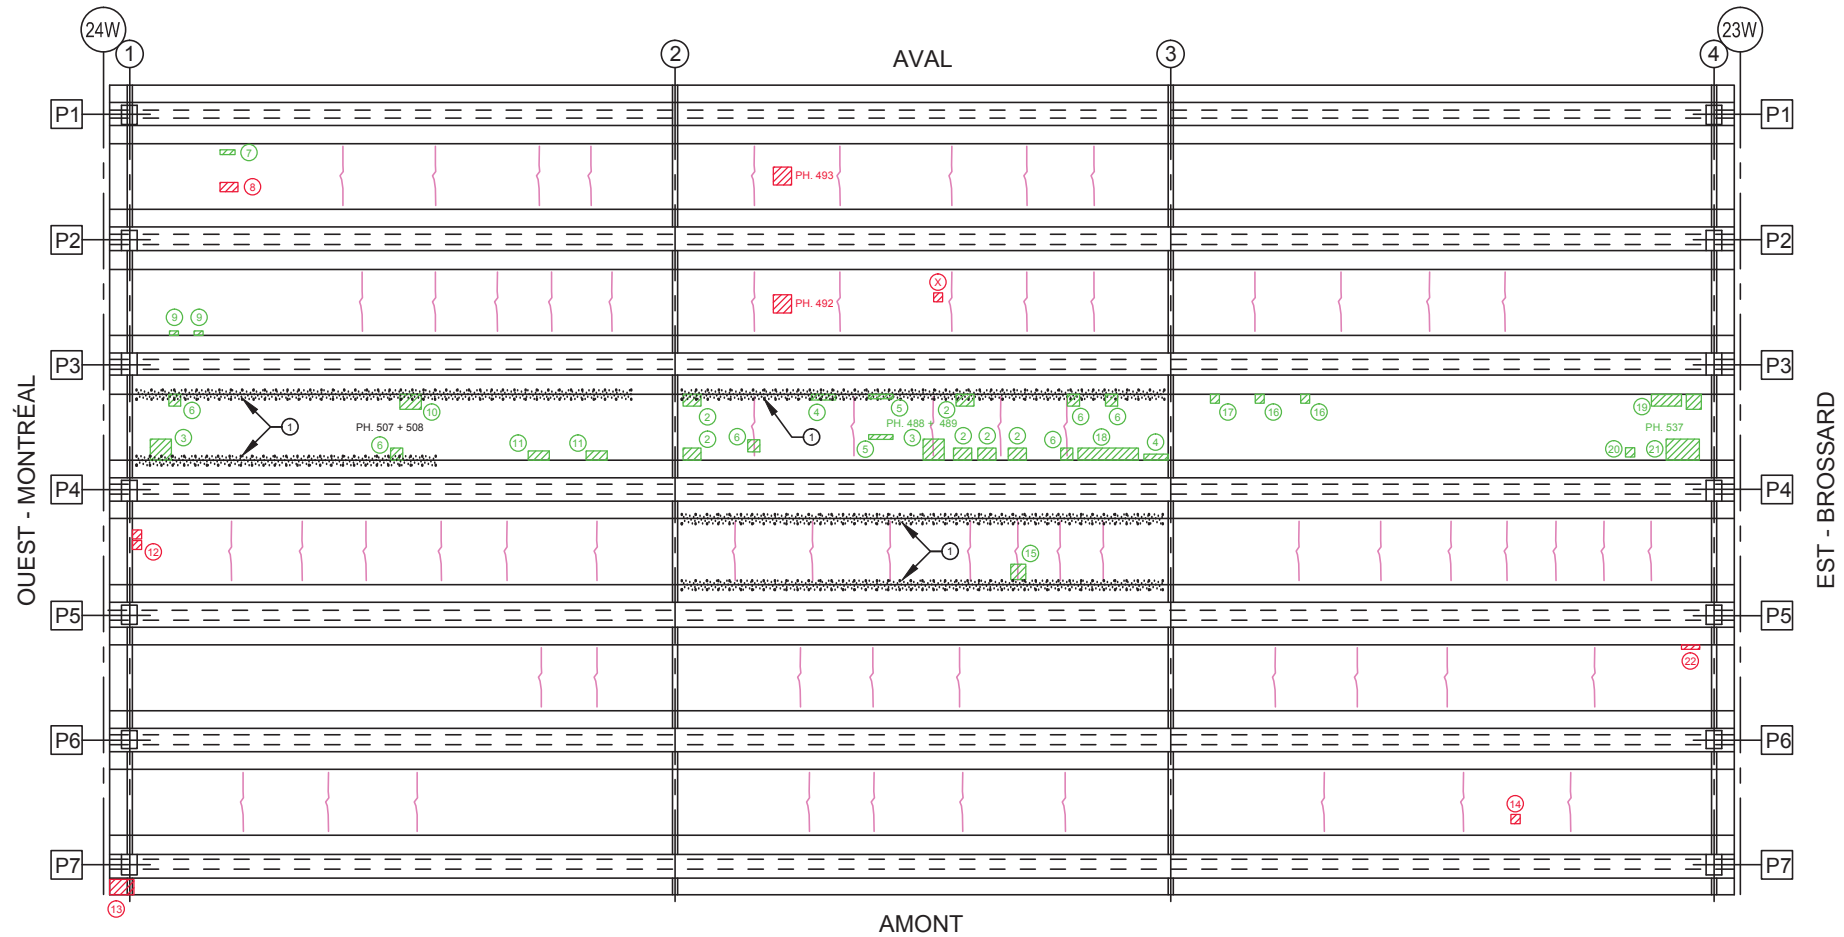 24W
1
2
AVAL
3
4
23W
P1
P1
7
8
PH. 493
P2
P2
X
PH. 492
9
9
P3
P3
6
10
1
PH. 507 + 508
3
6
11
11
2
4
5
2
6
6
PH. 488 + 489
1
2
6
5
3
2
2
2
6
18
4
17
16
16
19
PH. 537
20
21
P4
P4
12
1
15
P5
P5
22
P6
P6
14
P7
P7
13
AMONT
OUEST - MONTRÉAL
EST - BROSSARD